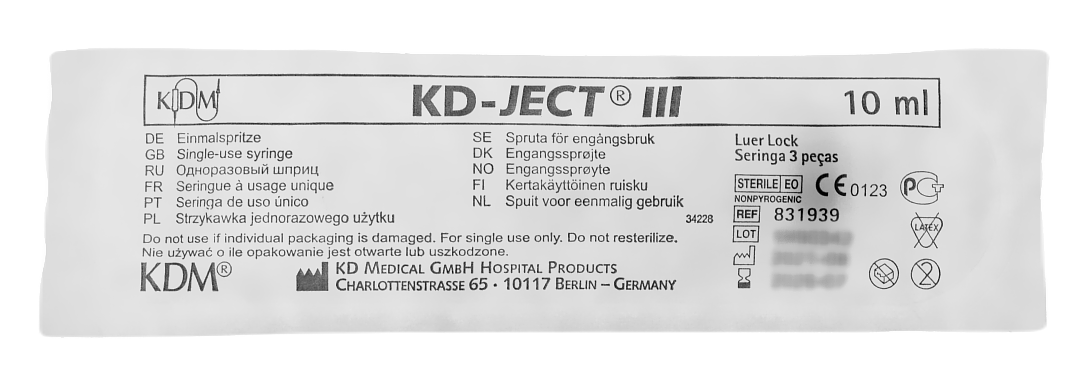 KDM KD-JECT® III 10 ml
DE Einmalspritze
GB Single-use syringe
RU Одноразовый шприц
FR Seringue à usage unique
PT Seringa de uso único
PL Strzykawka jednorazowego użytku
SE Spruta för engångsbruk
DK Engangssprøjte
NO Engangssprøyte
FI Kertakäyttöinen ruisku
NL Spuit voor eenmalig gebruik
34228
Do not use if individual packaging is damaged. For single use only. Do not resterilize.
Nie używać o ile opakowanie jest otwarte lub uszkodzone.
KDM®
KD MEDICAL GMBH HOSPITAL PRODUCTS
CHARLOTTENSTRASSE 65 · 10117 BERLIN – GERMANY
Luer Lock
Seringa 3 peças
STERILE EO CE 0123
NONPYROGENIC
REF 831939
LOT
РСТ
LATEX
2